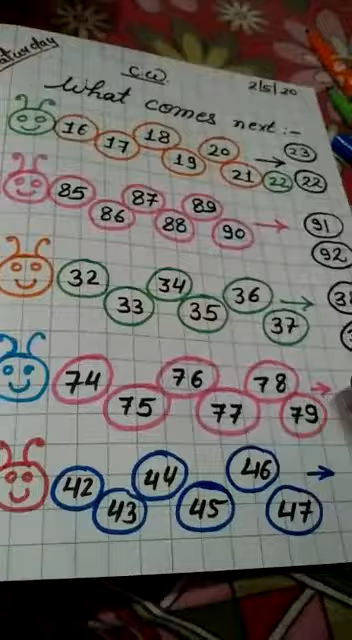 Saturday
C.W. 2/5/20
What comes next:-
16 17 18 19 20 21 22 → 23 22
85 86 87 88 89 90 → 91 92
32 33 34 35 36 37 →
74 75 76 77 78 79 →
42 43 44 45 46 47 →